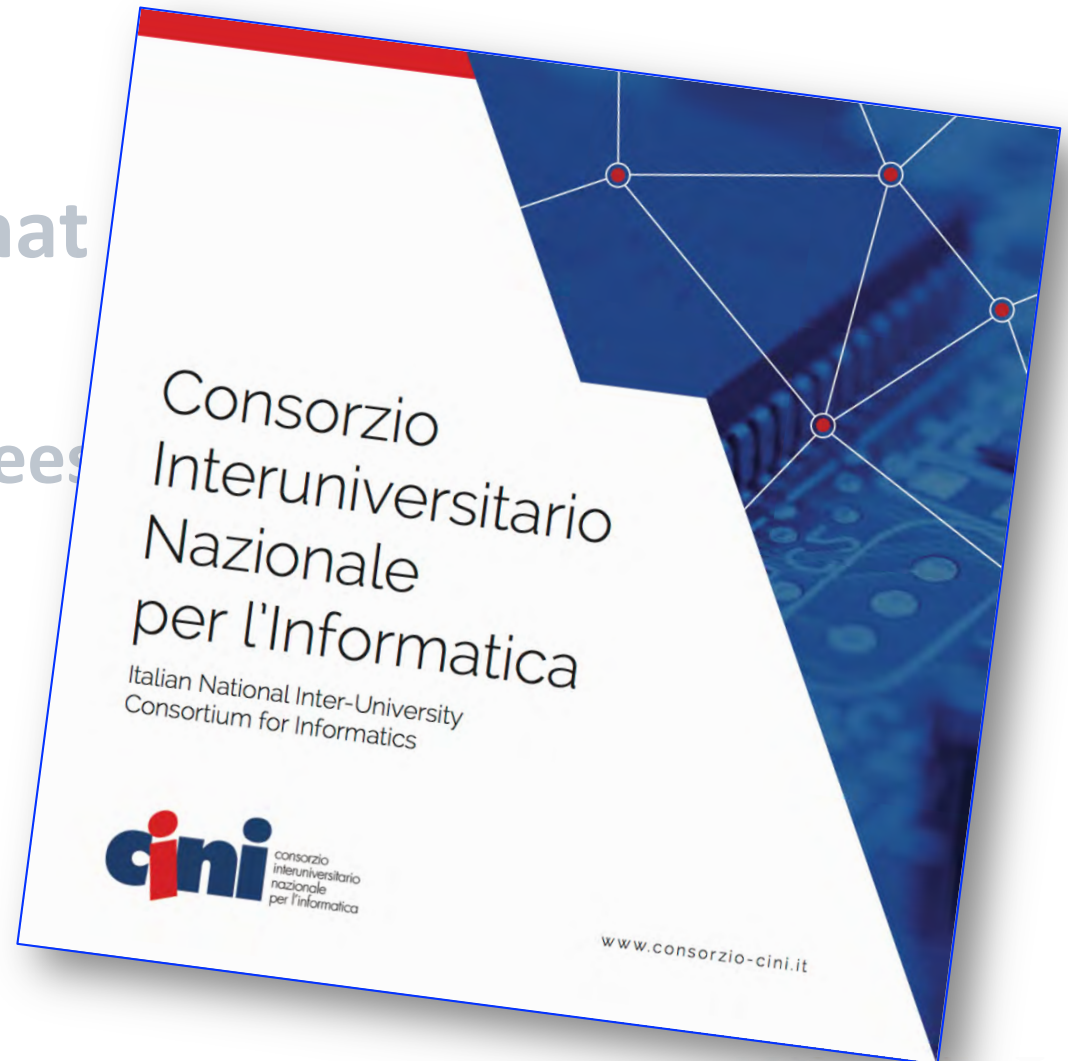 Consorzio
Interuniversitario
Nazionale
per l'Informatica
Italian National Inter-University
Consortium for Informatics
cini
consorzio
interuniversitario
nazionale
per l'informatica
www.consorzio-cini.it